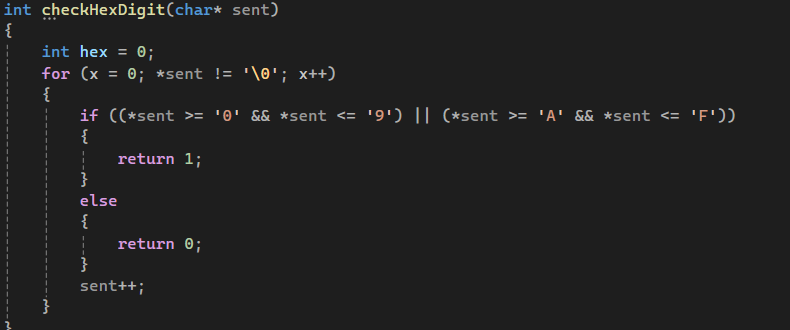 int checkHexDigit(char* sent)
{
int hex = 0;
for (x = 0; *sent != '\0'; x++)
{
if ((*sent >= '0' && *sent <= '9') || (*sent >= 'A' && *sent <= 'F'))
{
return 1;
}
else
{
return 0;
}
sent++;
}
}